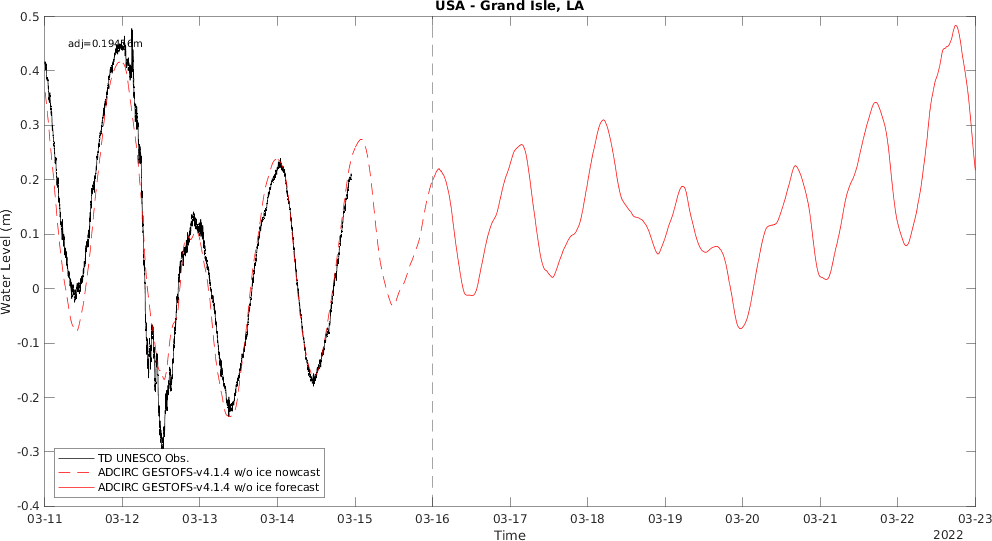 USA - Grand Isle, LA
0.5
0.4
0.3
0.2
0.1
0
-0.1
-0.2
-0.3
-0.4
Water Level (m)
TD UNESCO Obs.
ADCIRC GESTOFS-v4.1.4 w/o ice nowcast
ADCIRC GESTOFS-v4.1.4 w/o ice forecast
03-11 03-12 03-13 03-14 03-15 03-16 03-17 03-18 03-19 03-20 03-21 03-22 03-23
Time
2022